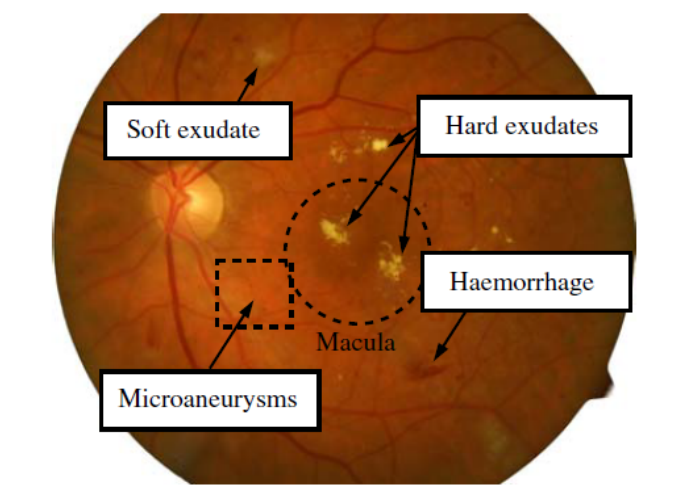 Soft exudate
Hard exudates
Haemorrhage
Macula
Microaneurysms